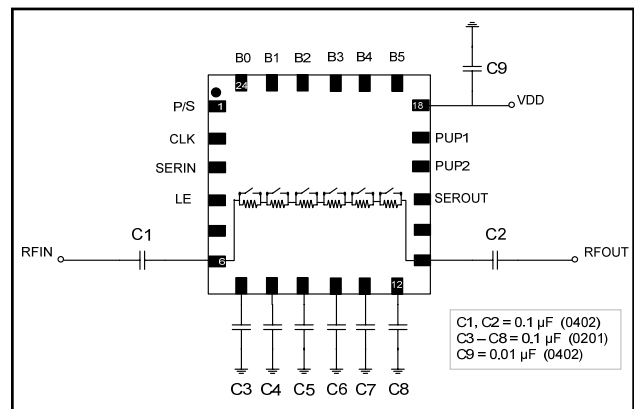 B0 B1 B2 B3 B4 B5
C9
24
P/S 1 18 VDD
CLK PUP1
SERIN PUP2
LE SEROUT
C1 C2
RFIN 6 RFOUT
12
C1, C2 = 0.1 µF (0402)
C3 – C8 = 0.1 µF (0201)
C9 = 0.01 µF (0402)
C3 C4 C5 C6 C7 C8